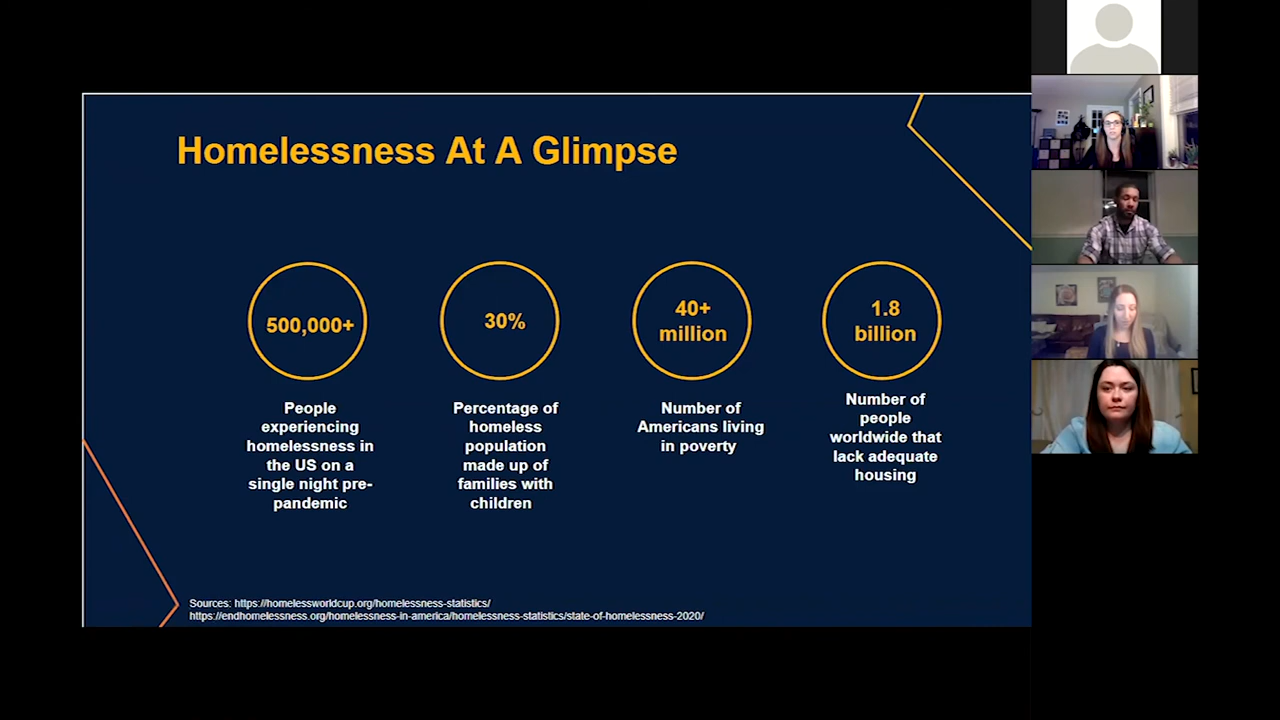 Homelessness At A Glimpse
500,000+
30%
40+
million
1.8
billion
People
experiencing
homelessness in
the US on a
single night pre-
pandemic
Percentage of
homeless
population
made up of
families with
children
Number of
Americans living
in poverty
Number of
people
worldwide that
lack adequate
housing
Sources: https://homelessworldcup.org/homelessness-statistics/
https://endhomelessness.org/homelessness-in-america/homelessness-statistics/state-of-homelessness-2020/